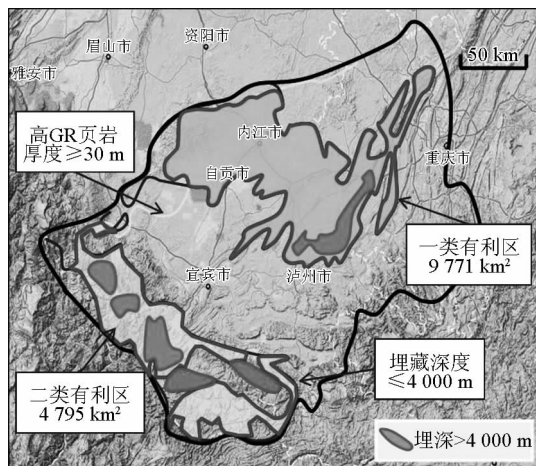 资阳市
眉山市
雅安市
50 km
高GR页岩
厚度≥30 m
内江市
自贡市
重庆市
一类有利区
9 771 km²
宜宾市
泸州市
二类有利区
4 795 km²
埋藏深度
≤4 000 m
埋深>4 000 m